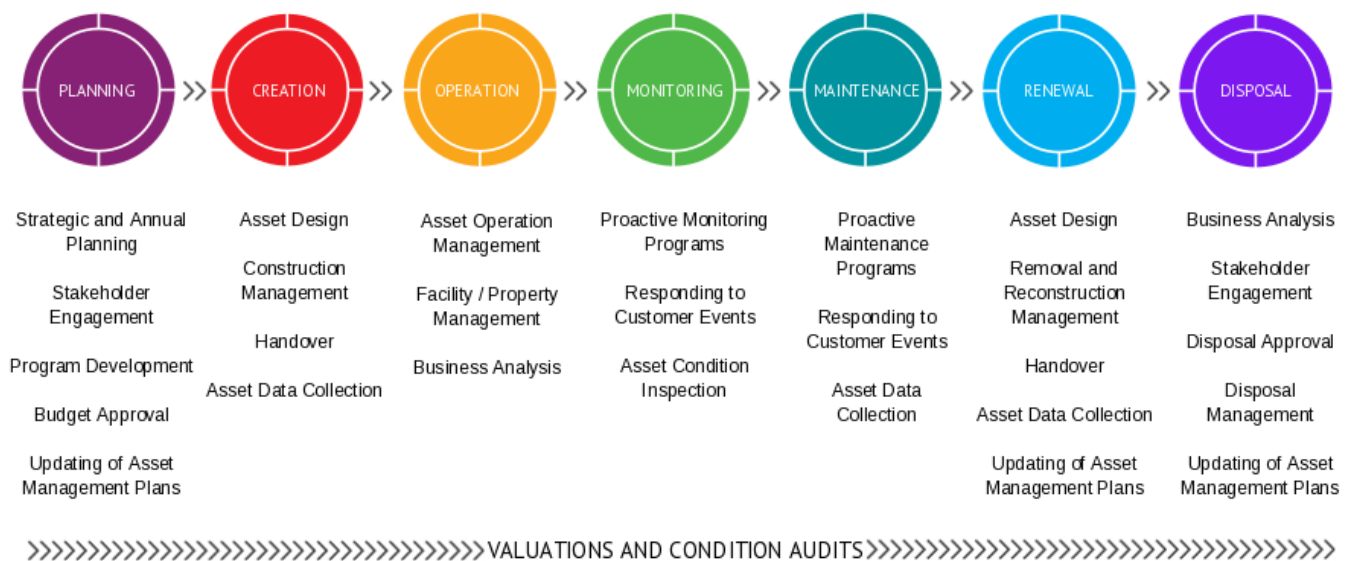 PLANNING
CREATION
OPERATION
MONITORING
MAINTENANCE
RENEWAL
DISPOSAL
Strategic and Annual
Planning
Stakeholder
Engagement
Program Development
Budget Approval
Updating of Asset
Management Plans
Asset Design
Construction
Management
Handover
Asset Data Collection
Asset Operation
Management
Facility / Property
Management
Business Analysis
Proactive Monitoring
Programs
Responding to
Customer Events
Asset Condition
Inspection
Proactive
Maintenance
Programs
Responding to
Customer Events
Asset Data
Collection
Asset Design
Removal and
Reconstruction
Management
Handover
Asset Data Collection
Updating of Asset
Management Plans
Business Analysis
Stakeholder
Engagement
Disposal Approval
Disposal
Management
Updating of Asset
Management Plans
VALUATIONS AND CONDITION AUDITS